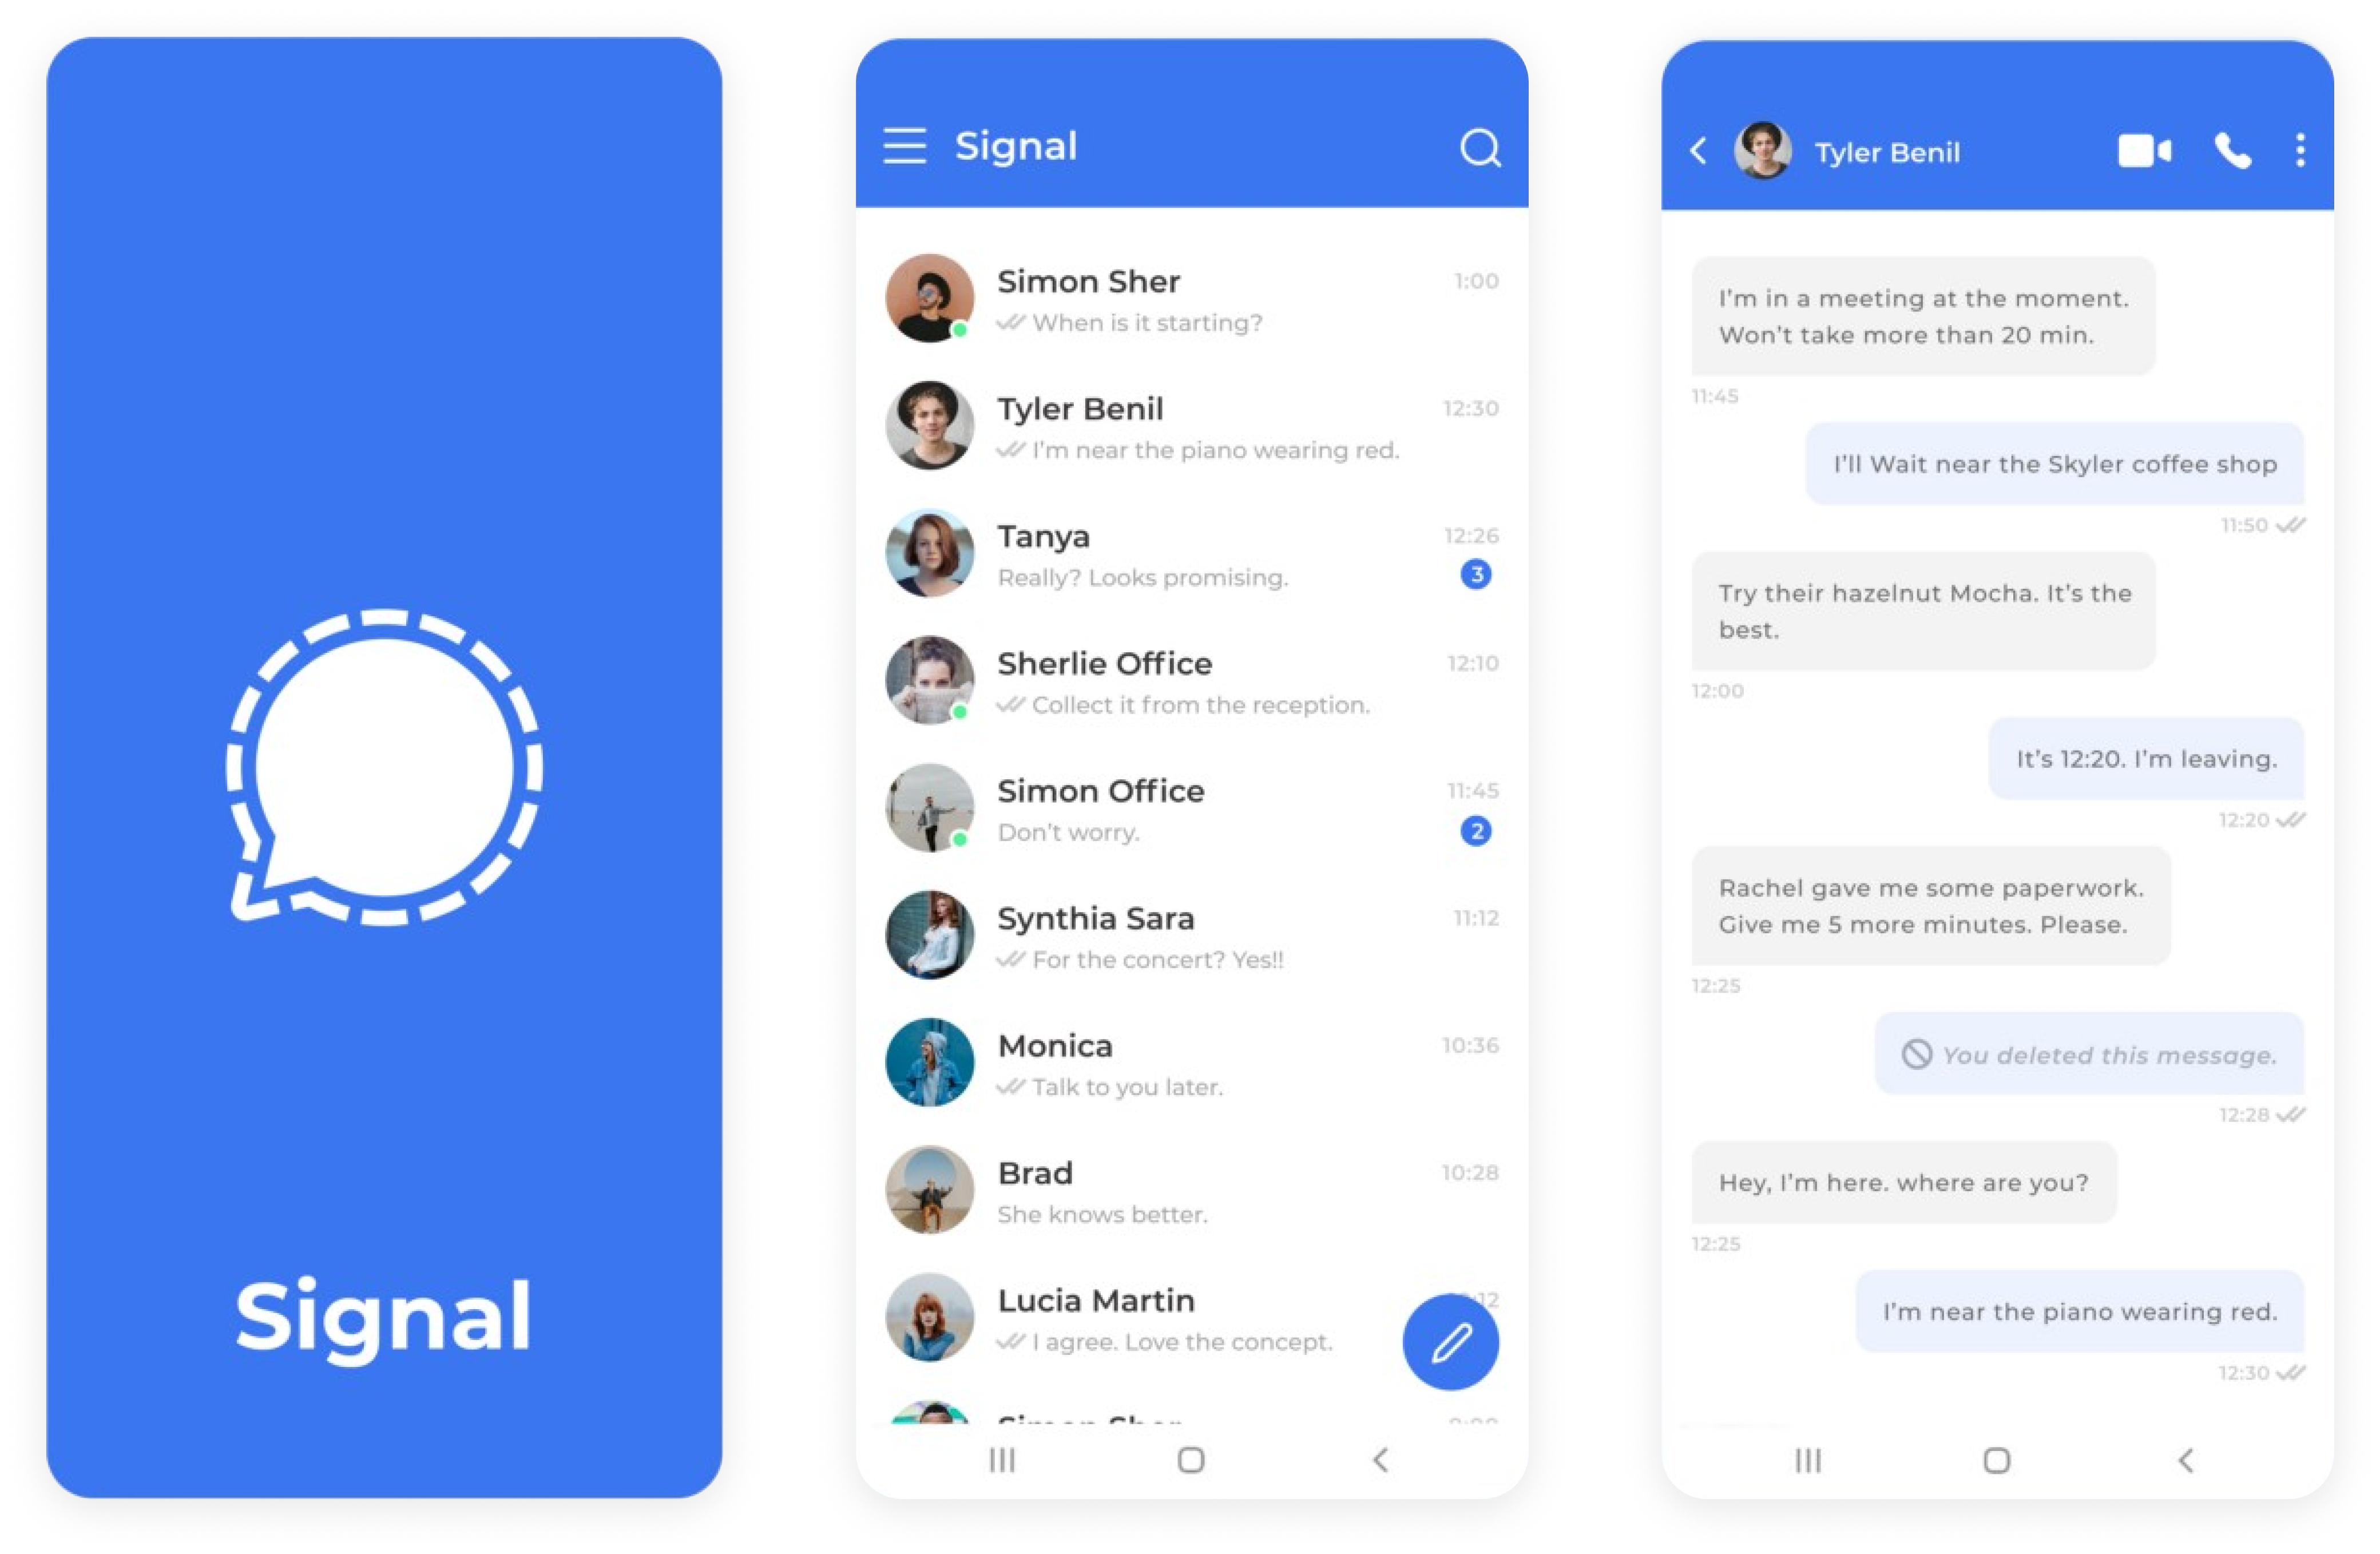 Signal
Signal
Simon Sher
1:00
When is it starting?
Tyler Benil
12:30
I'm near the piano wearing red.
Tanya
12:26
Really? Looks promising.
3
Sherlie Office
12:10
Collect it from the reception.
Simon Office
11:45
Don't worry.
2
Synthia Sara
11:12
For the concert? Yes!!
Monica
10:36
Talk to you later.
Brad
10:28
She knows better.
Lucia Martin
I agree. Love the concept.
Simon Sher
Tyler Benil
I'm in a meeting at the moment.
Won't take more than 20 min.
11:45
I'll Wait near the Skyler coffee shop
11:50
Try their hazelnut Mocha. It's the
best.
12:00
It's 12:20. I'm leaving.
12:20
Rachel gave me some paperwork.
Give me 5 more minutes. Please.
12:25
You deleted this message.
12:28
Hey, I'm here. where are you?
12:25
I'm near the piano wearing red.
12:30